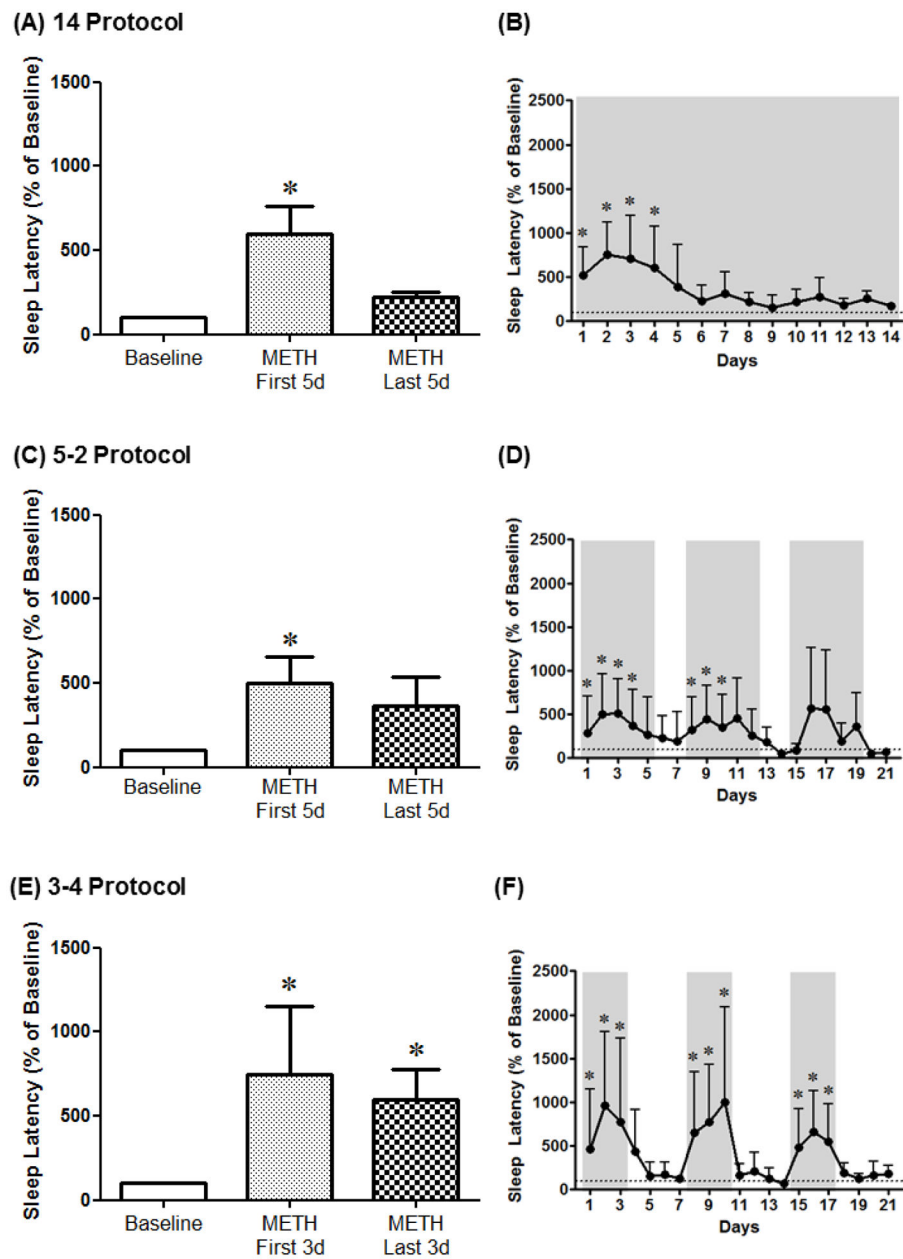 (A) 14 Protocol
Sleep Latency (% of Baseline)
1500
1000
500
0
*
Baseline
METH
First 5d
METH
Last 5d
(B)
Sleep Latency (% of Baseline)
2500
2000
1500
1000
500
0
* * * *
1 2 3 4 5 6 7 8 9 10 11 12 13 14
Days
(C) 5-2 Protocol
Sleep Latency (% of Baseline)
1500
1000
500
0
*
Baseline
METH
First 5d
METH
Last 5d
(D)
Sleep Latency (% of Baseline)
2500
2000
1500
1000
500
0
* * * * * * *
1 3 5 7 9 11 13 15 17 19 21
Days
(E) 3-4 Protocol
Sleep Latency (% of Baseline)
1500
1000
500
0
* *
Baseline
METH
First 3d
METH
Last 3d
(F)
Sleep Latency (% of Baseline)
2500
2000
1500
1000
500
0
* * * * * * * * *
1 3 5 7 9 11 13 15 17 19 21
Days